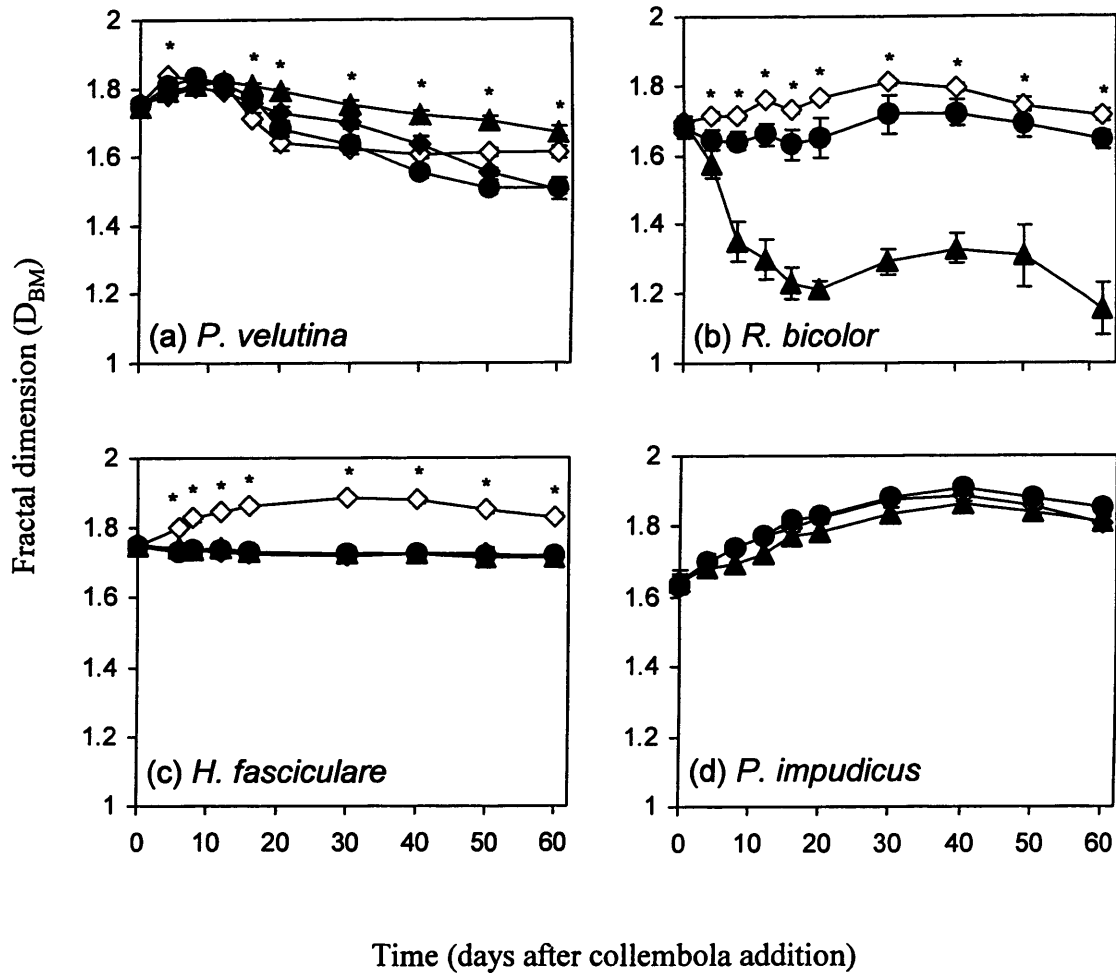 Fractal dimension (D_BM)
2
1.8
1.6
1.4
1.2
1
* * * * * * *
(a) P. velutina
2
1.8
1.6
1.4
1.2
1
* * * * * * * * *
(b) R. bicolor
2
1.8
1.6
1.4
1.2
1
* * * * * * * *
(c) H. fasciculare
0 10 20 30 40 50 60
2
1.8
1.6
1.4
1.2
1
(d) P. impudicus
0 10 20 30 40 50 60
Time (days after collembola addition)